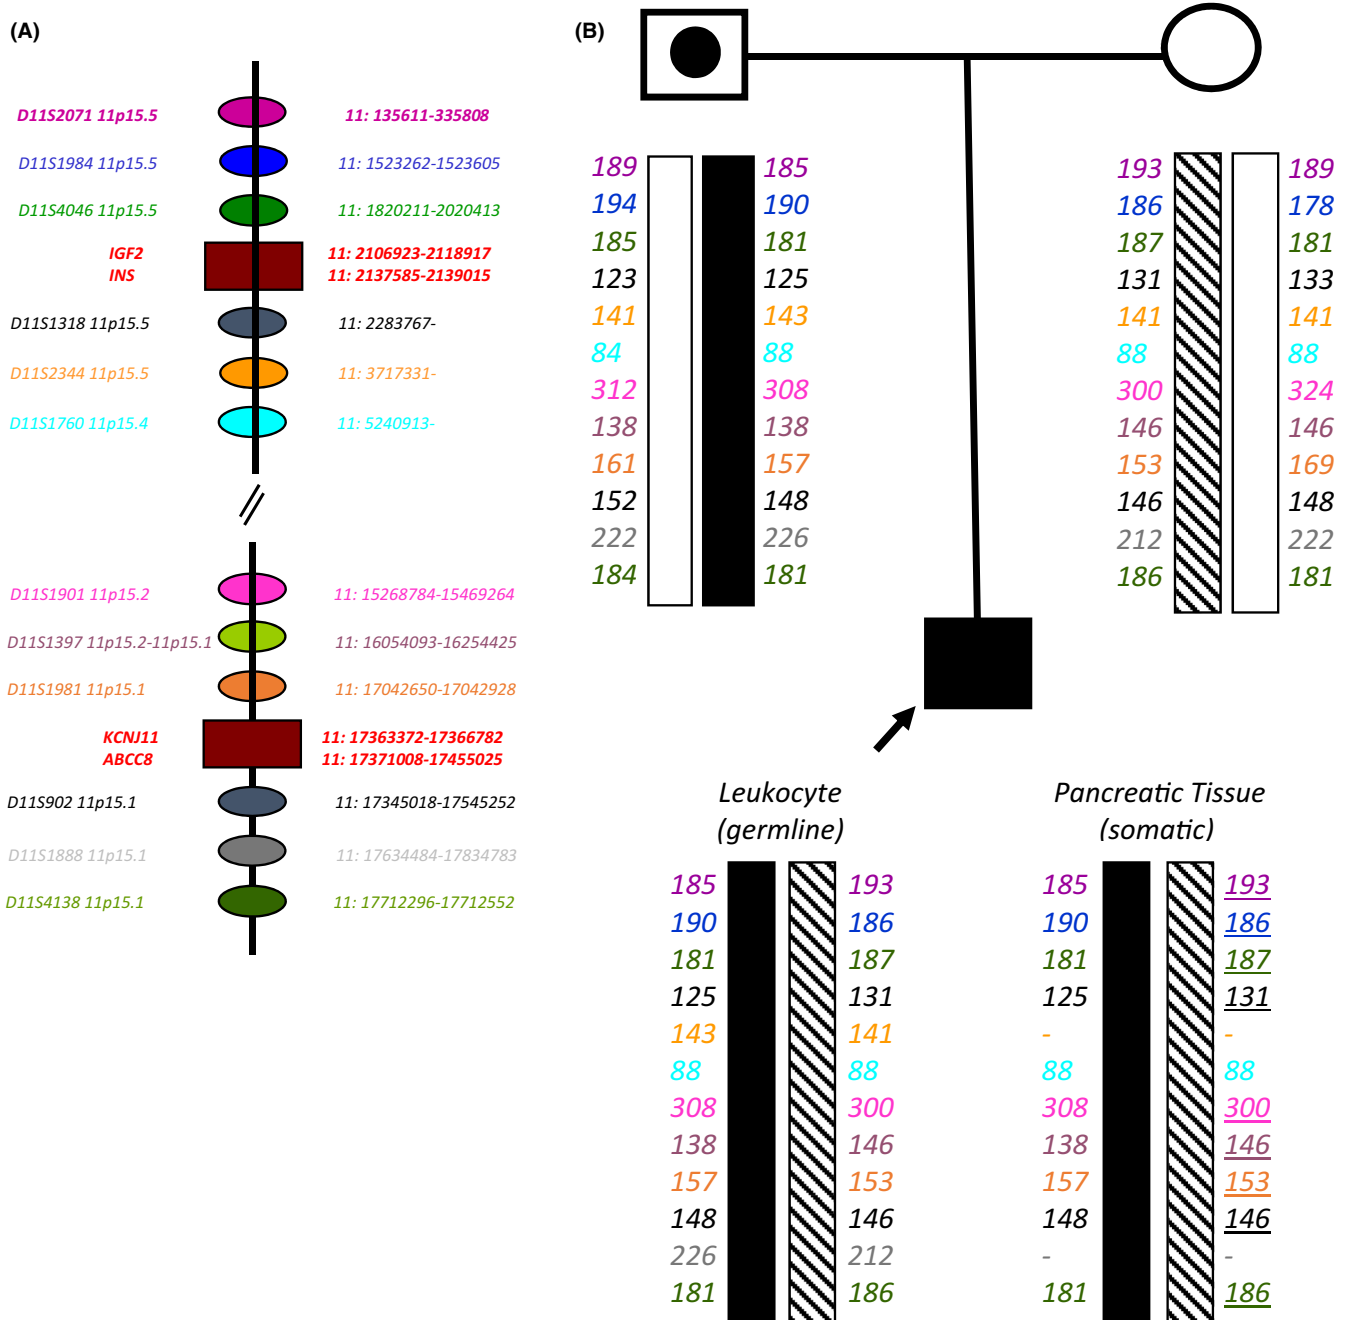 (A)
D11S2071 11p15.5 11: 135611-335808
D11S1984 11p15.5 11: 1523262-1523605
D11S4046 11p15.5 11: 1820211-2020413
IGF2 11: 2106923-2118917
INS 11: 2137585-2139015
D11S1318 11p15.5 11: 2283767-
D11S2344 11p15.5 11: 3717331-
D11S1760 11p15.4 11: 5240913-
//
D11S1901 11p15.2 11: 15268784-15469264
D11S1397 11p15.2-11p15.1 11: 16054093-16254425
D11S1981 11p15.1 11: 17042650-17042928
KCNJ11 11: 17363372-17366782
ABCC8 11: 17371008-17455025
D11S902 11p15.1 11: 17345018-17545252
D11S1888 11p15.1 11: 17634484-17834783
D11S4138 11p15.1 11: 17712296-17712552
(B)
189 185 193 189
194 190 186 178
185 181 187 181
123 125 131 133
141 143 141 141
84 88 88 88
312 308 300 324
138 138 146 146
161 157 153 169
152 148 146 148
222 226 212 222
184 181 186 181
Leukocyte Pancreatic Tissue
(germline) (somatic)
185 193 185 193
190 186 190 186
181 187 181 187
125 131 125 131
143 141 - -
88 88 88 88
308 300 308 300
138 146 138 146
157 153 157 153
148 146 148 146
226 212 - -
181 186 181 186